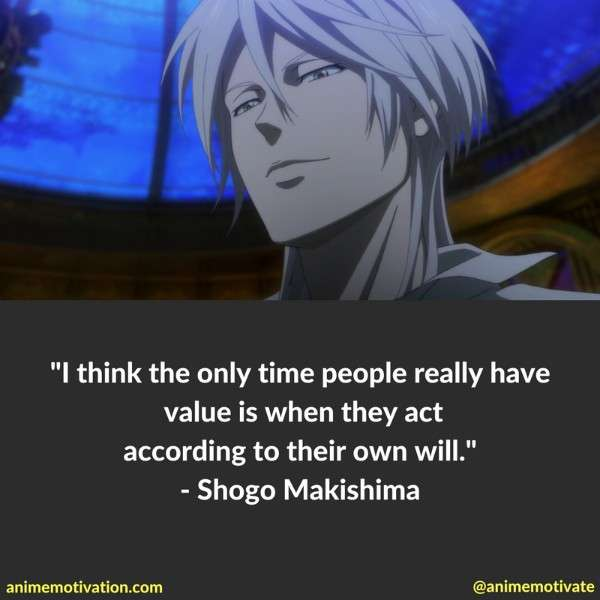 "I think the only time people really have
value is when they act
according to their own will."
- Shogo Makishima
animemotivation.com
@animemotivate